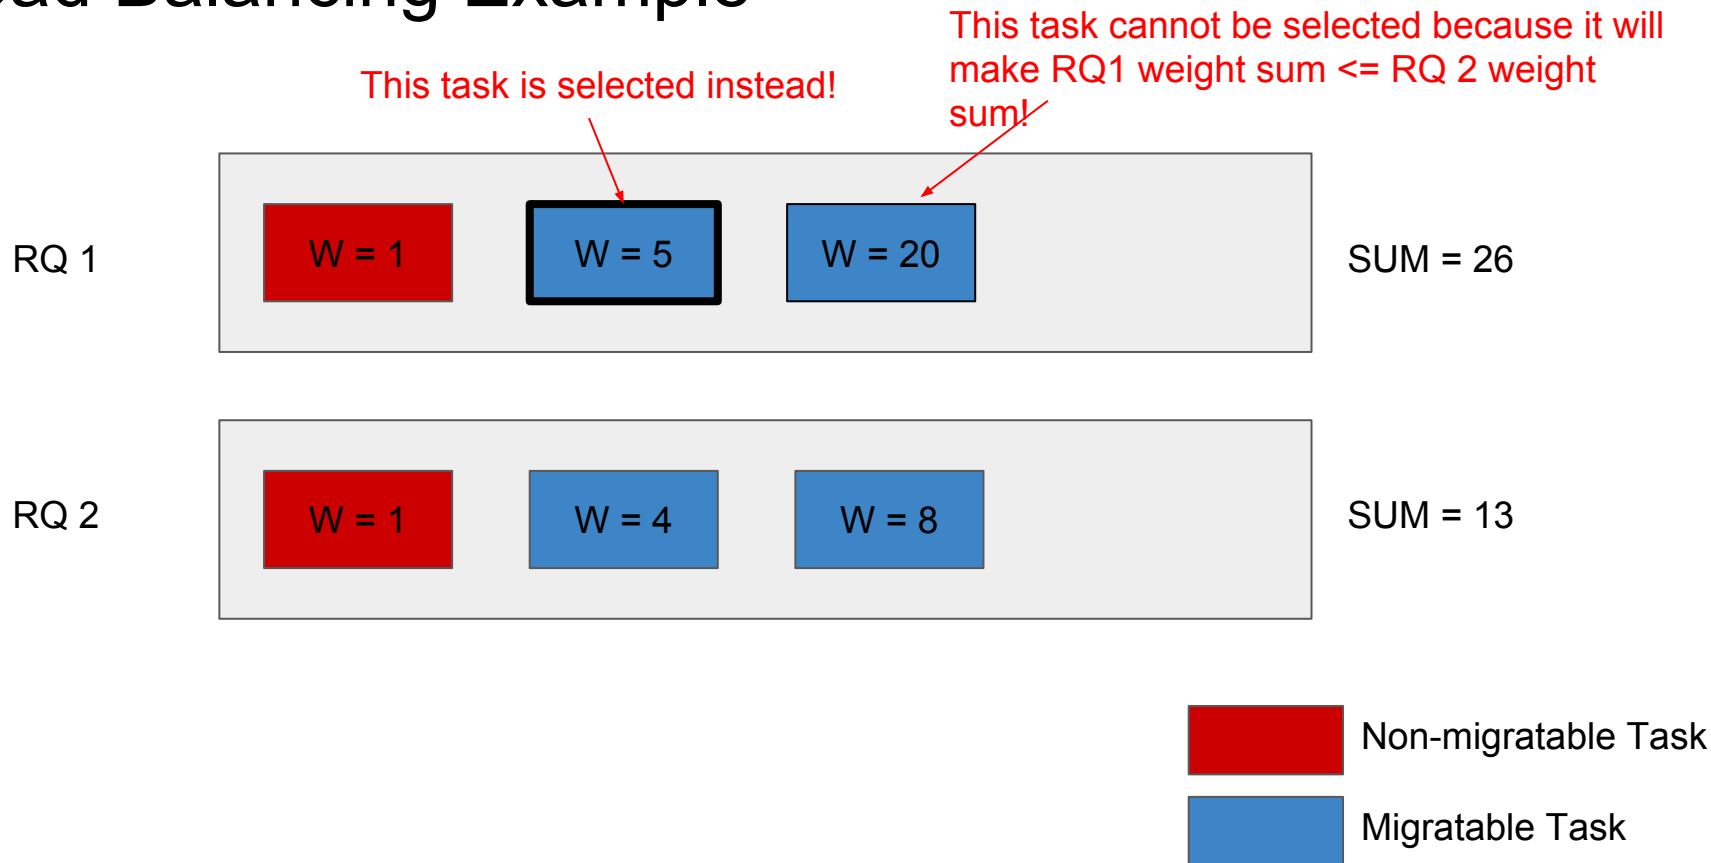 Balancing Example
This task cannot be selected because it will
make RQ1 weight sum <= RQ 2 weight
sum!
This task is selected instead!
RQ 1
W = 1
W = 5
W = 20
SUM = 26
RQ 2
W = 1
W = 4
W = 8
SUM = 13
Non-migratable Task
Migratable Task